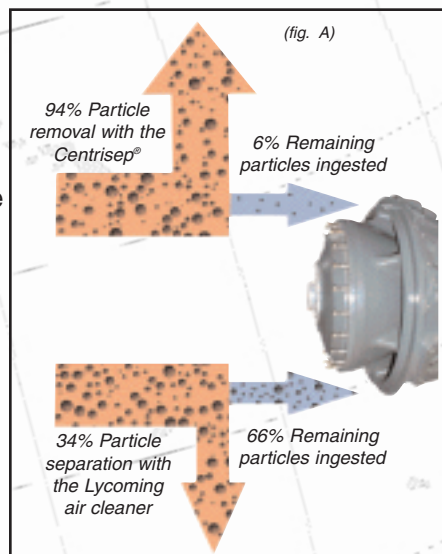 (fig. A)
94% Particle
removal with the
Centrisep®
6% Remaining
particles ingested
e
34% Particle
separation with
the Lycoming
air cleaner
66% Remaining
particles ingested